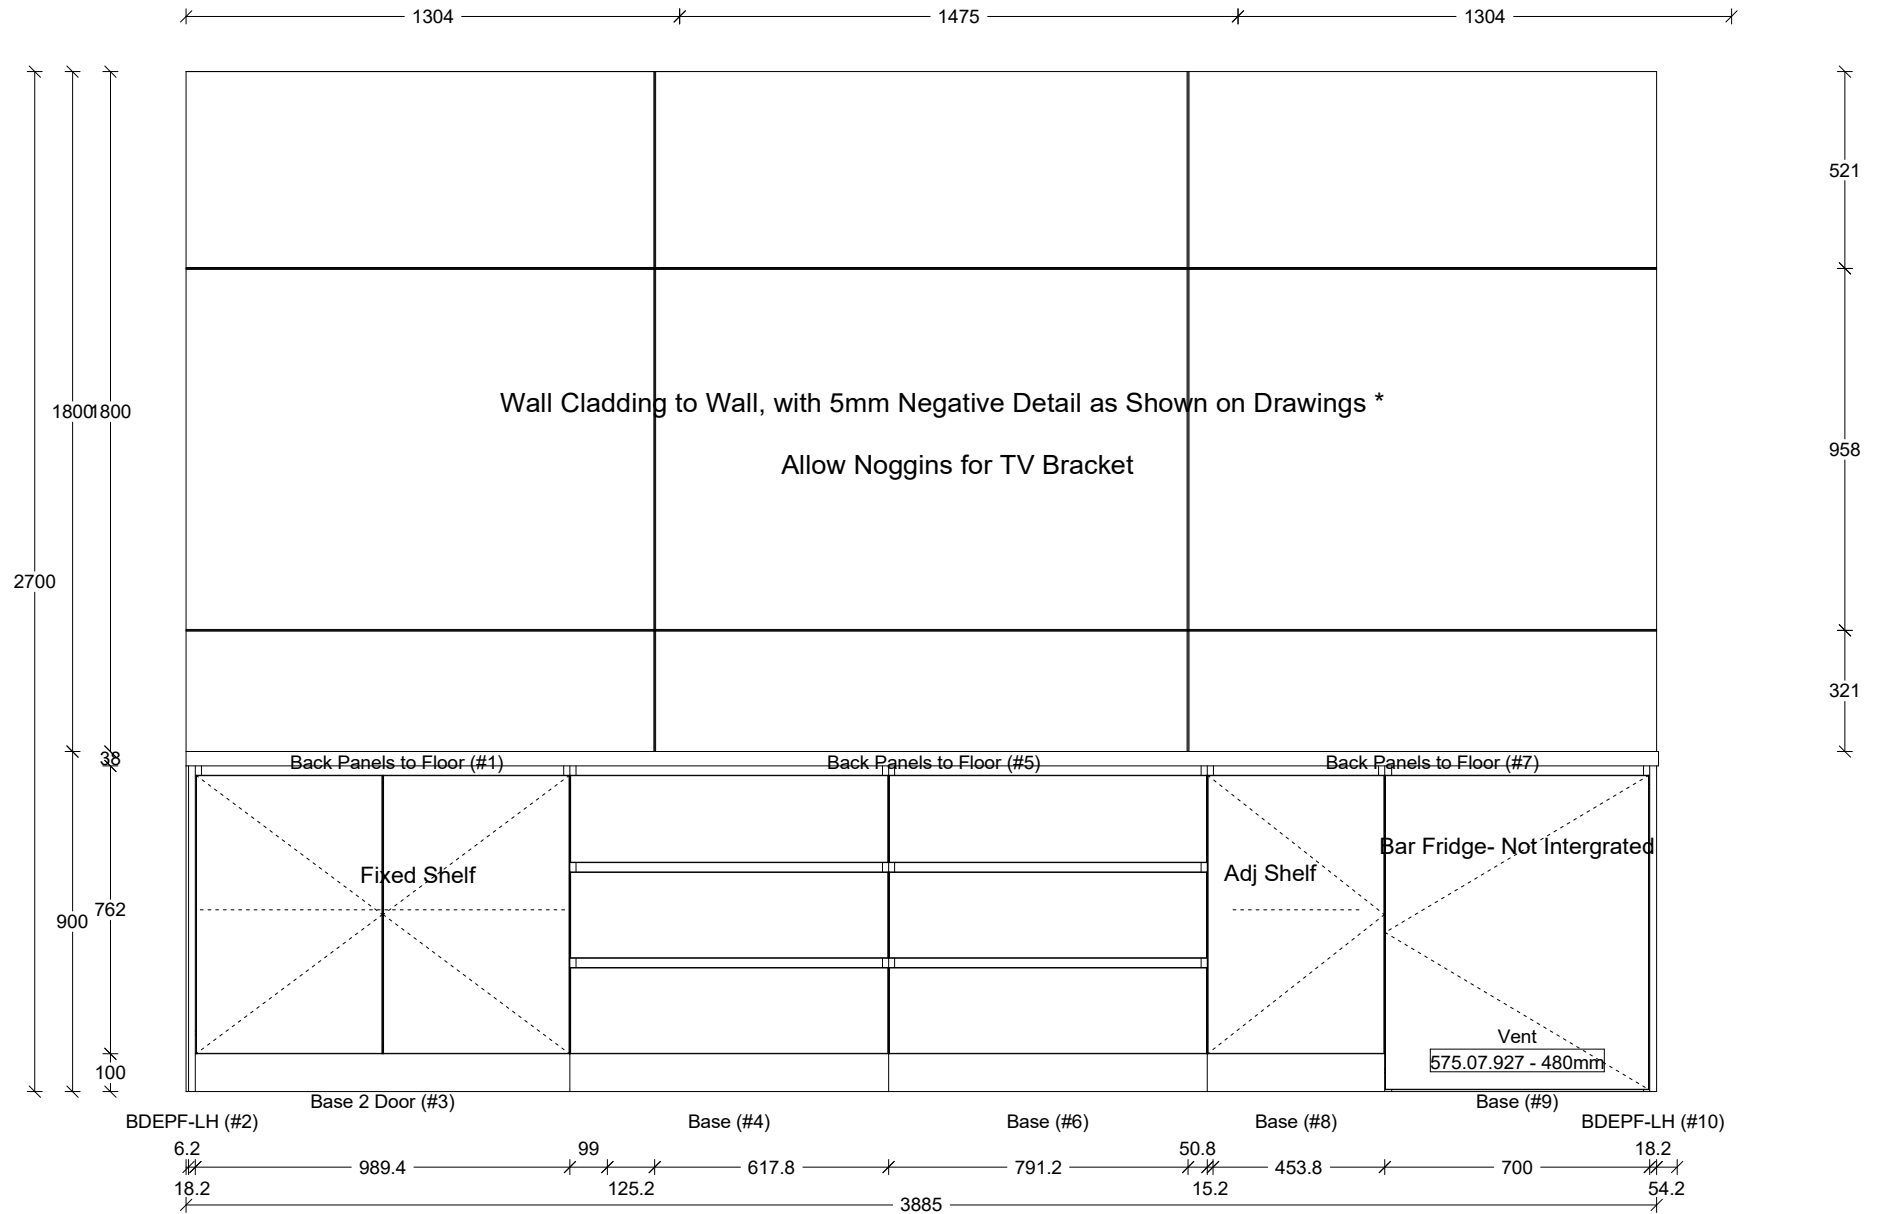 1304
1475
1304
521
Wall Cladding to Wall, with 5mm Negative Detail as Shown on Drawings *
1800
1800
958
Allow Noggins for TV Bracket
2700
321
38
Back Panels to Floor (#1)
Back Panels to Floor (#5)
Back Panels to Floor (#7)
Bar Fridge- Not Intergrated
Fixed Shelf
Adj Shelf
762
900
Vent
575.07.927 - 480mm
100
Base 2 Door (#3)
Base (#9)
BDEPF-LH (#2)
Base (#4)
Base (#6)
Base (#8)
BDEPF-LH (#10)
6.2
99
50.8
18.2
989.4
617.8
791.2
453.8
700
18.2
125.2
15.2
54.2
3885